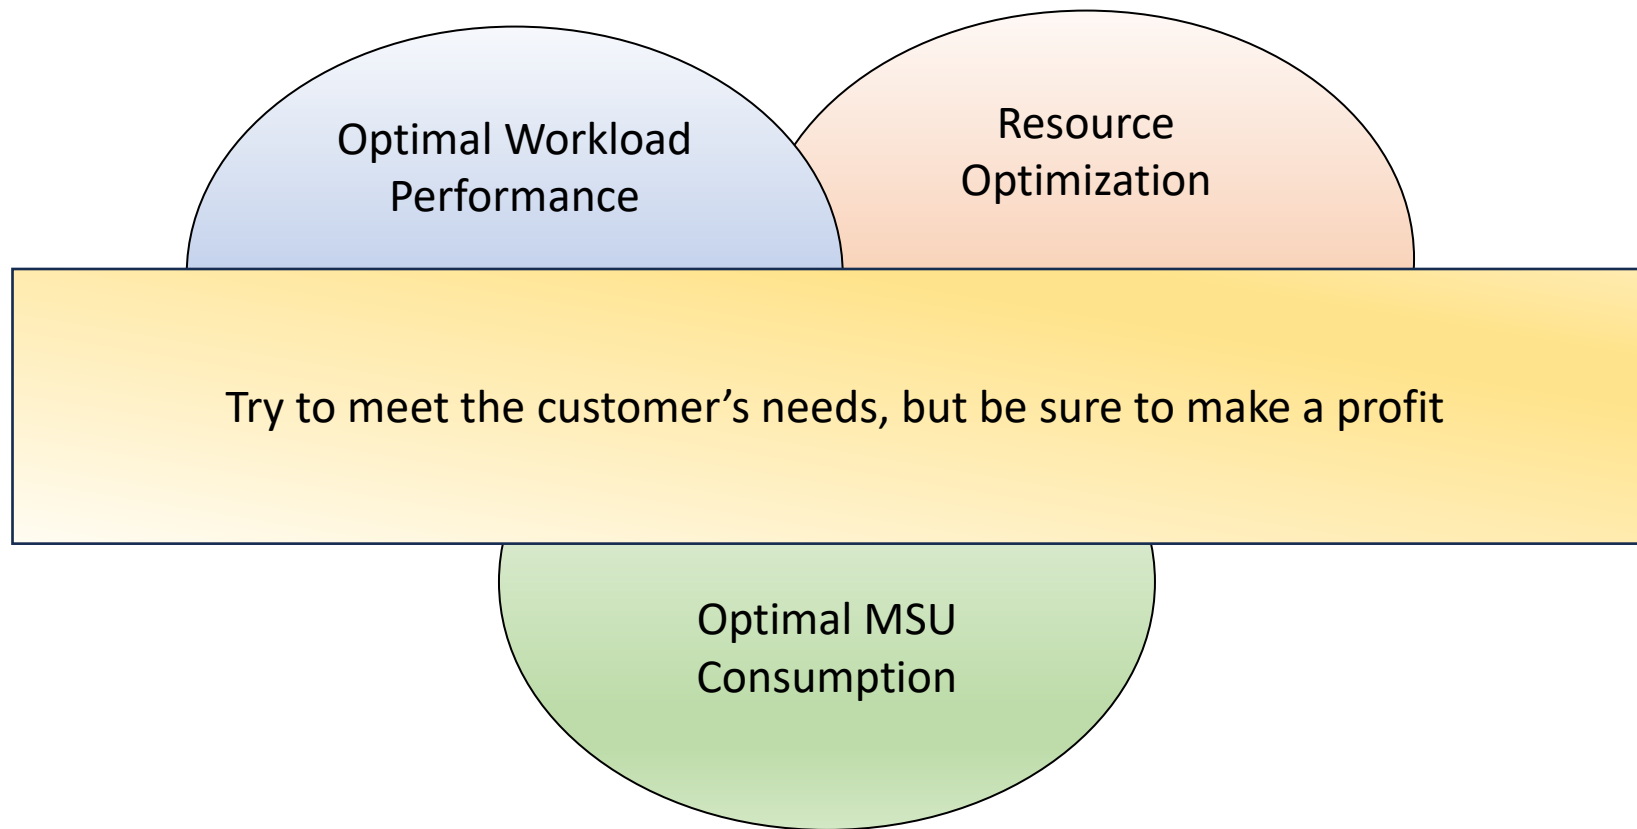 Optimal Workload
Performance
Resource
Optimization
Try to meet the customer’s needs, but be sure to make a profit
Optimal MSU
Consumption